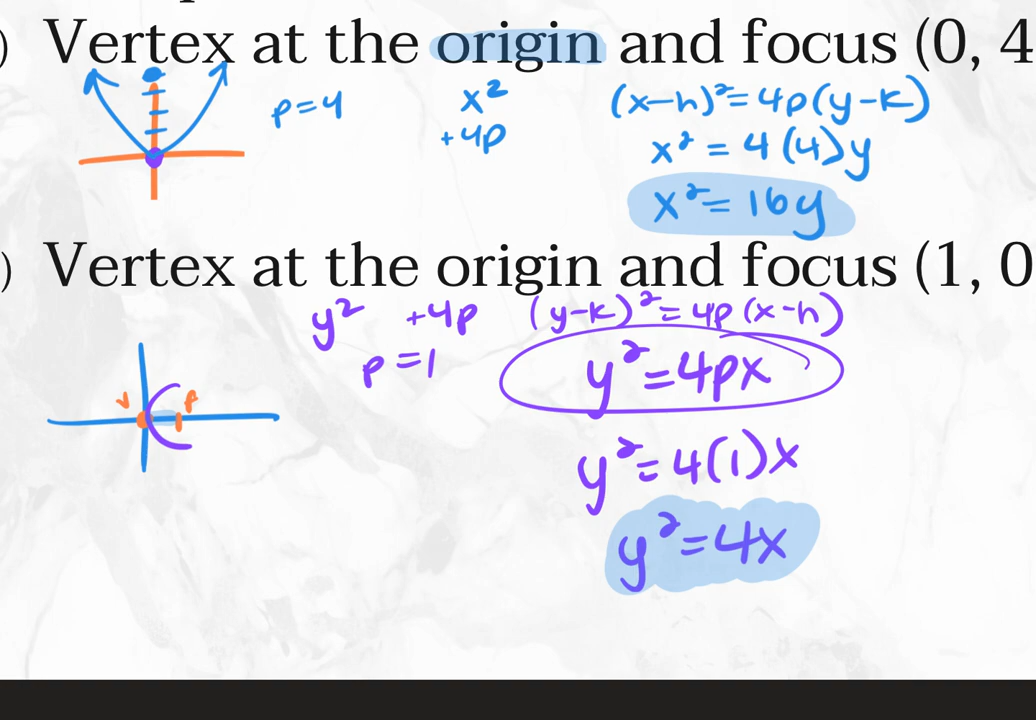 ) Vertex at the origin and focus (0, 4
p=4
x²
+4p
(x-h)²=4p(y-k)
x² = 4(4)y
x²=16y
) Vertex at the origin and focus (1, 0
y² +4p
p=1
(y-k)²=4p(x-h)
y²=4px
v
F
y²=4(1)x
y²=4x